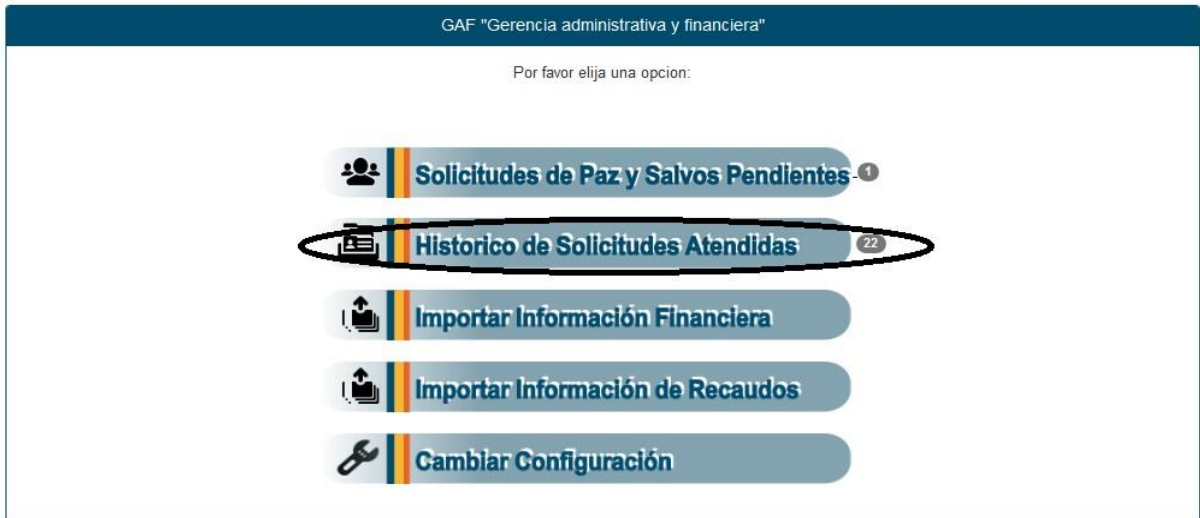 GAF "Gerencia administrativa y financiera"
Por favor elija una opcion:
Solicitudes de Paz y Salvos Pendientes 1
Historico de Solicitudes Atendidas 22
Importar Información Financiera
Importar Información de Recaudos
Cambiar Configuración